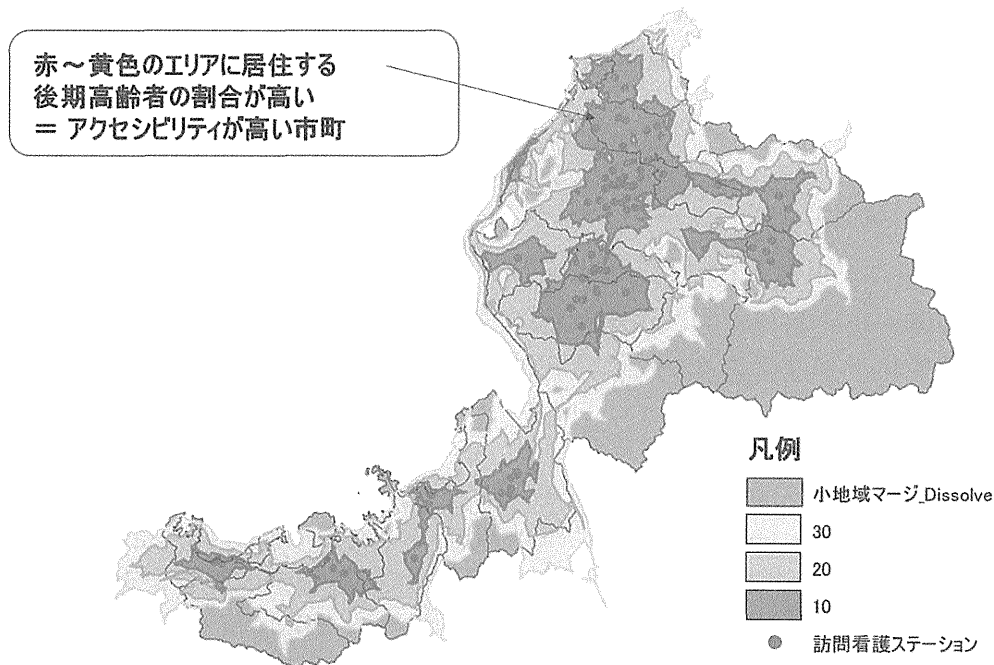 赤～黄色のエリアに居住する
後期高齢者の割合が高い
＝ アクセシビリティが高い市町
凡例
小地域マージ_Dissolve
30
20
10
訪問看護ステーション